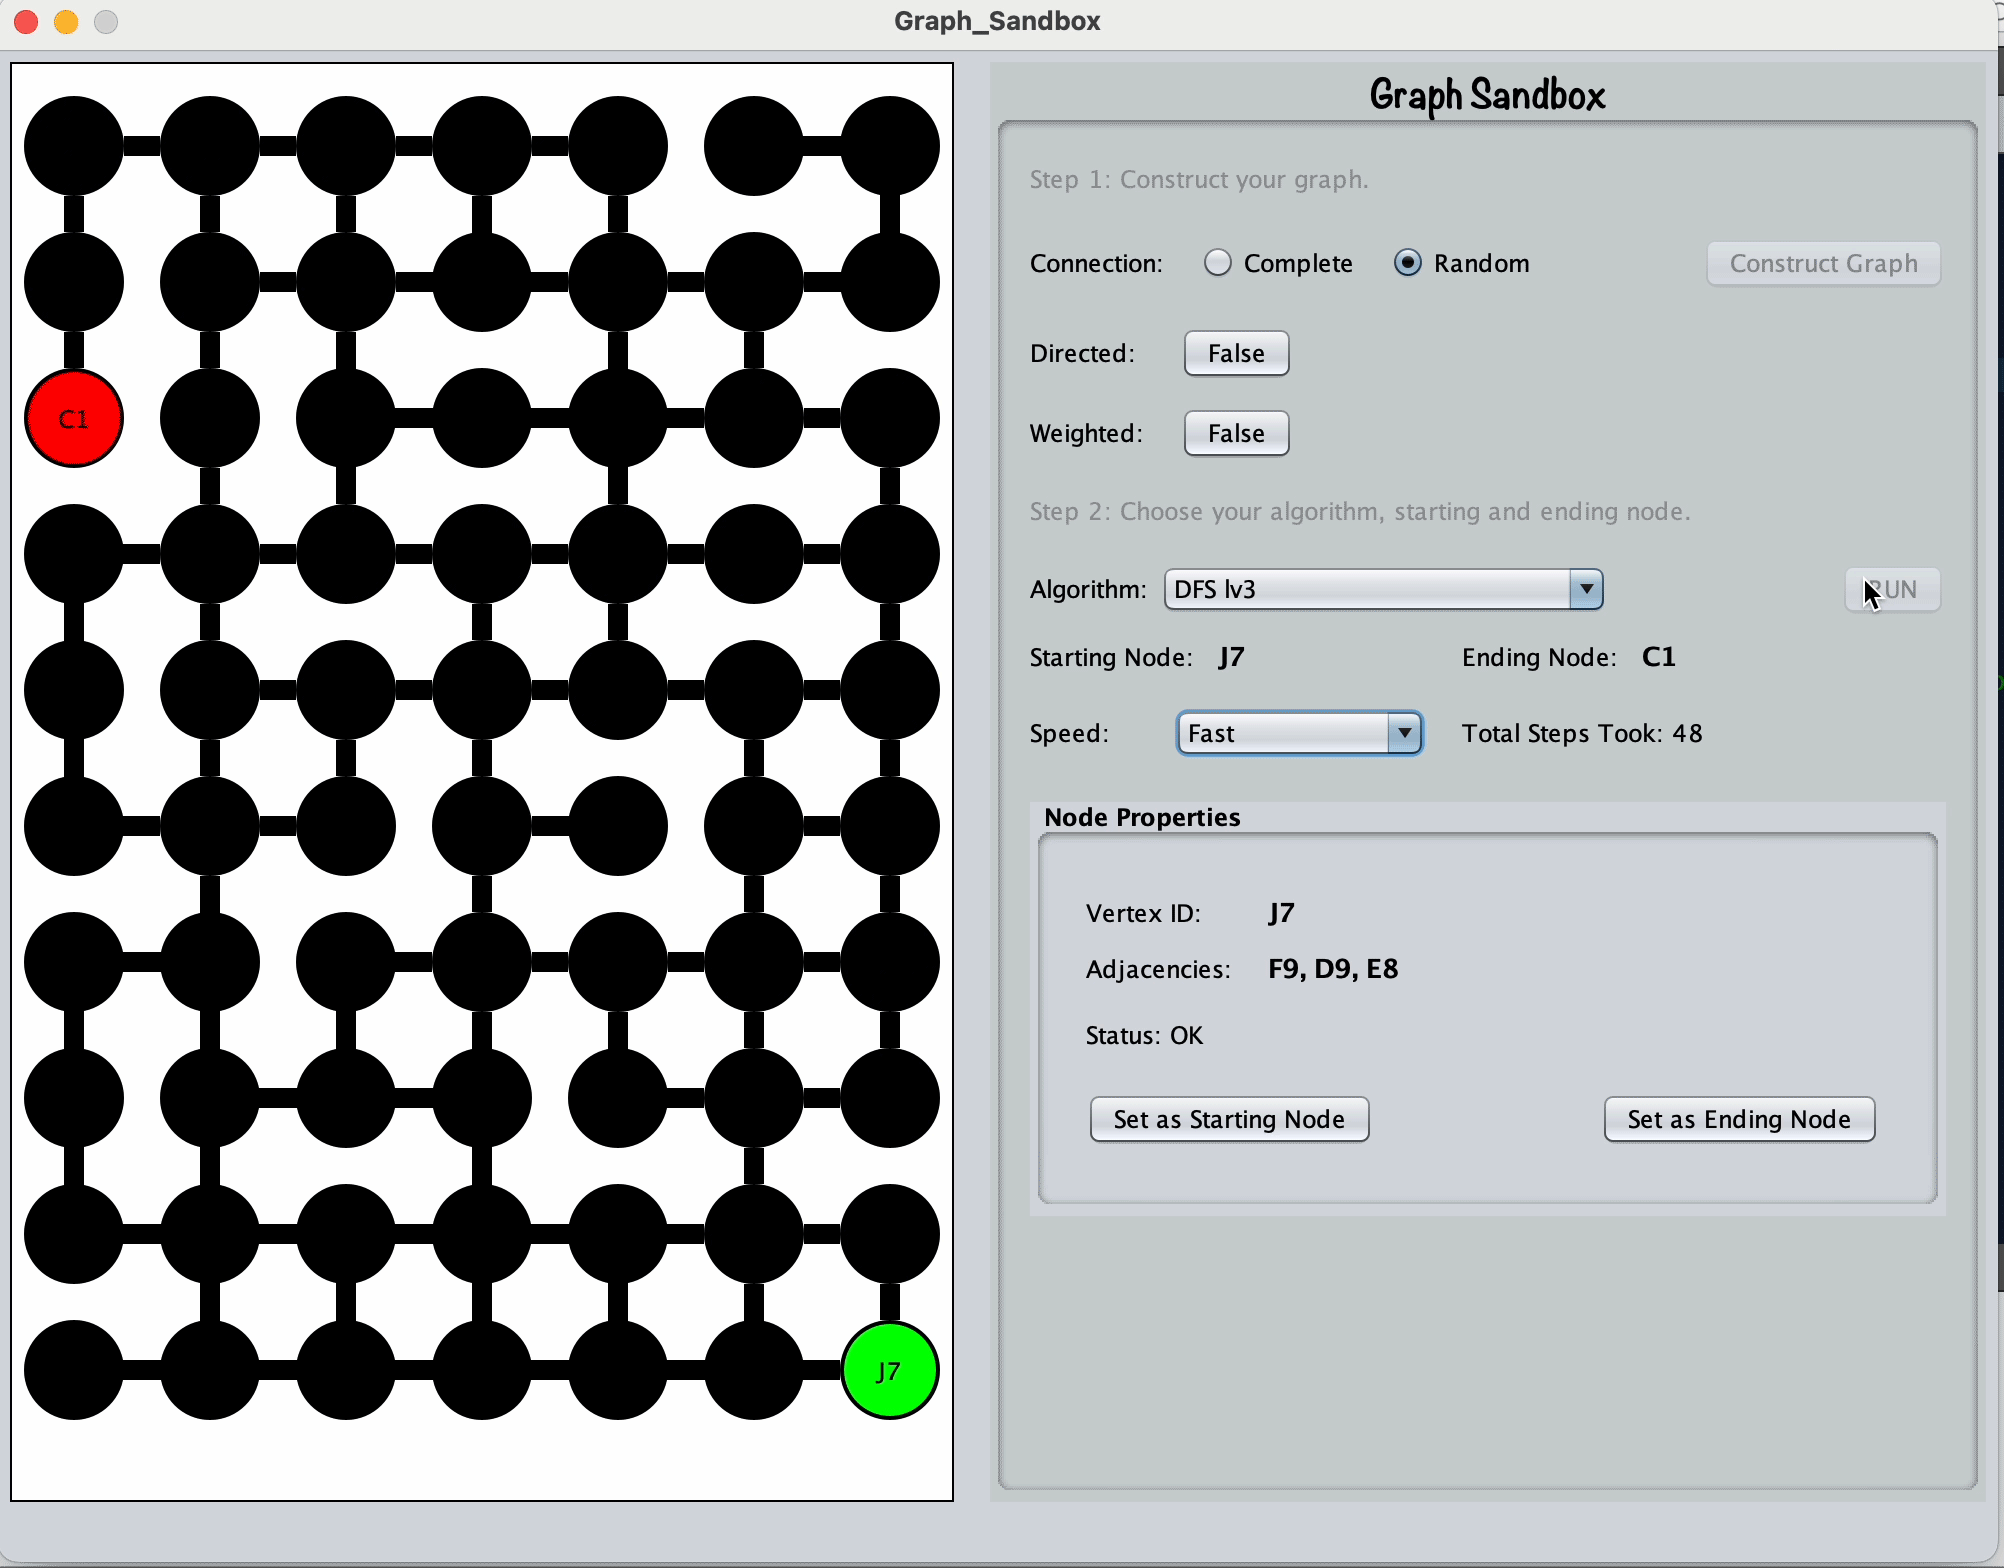 Graph_Sandbox
Graph Sandbox
Step 1: Construct your graph.
Connection: Complete Random Construct Graph
Directed: False
Weighted: False
Step 2: Choose your algorithm, starting and ending node.
Algorithm: DFS lv3
Starting Node: J7 Ending Node: C1
Speed: Fast Total Steps Took: 48
Node Properties
Vertex ID: J7
Adjacencies: F9, D9, E8
Status: OK
Set as Starting Node Set as Ending Node
C1
J7